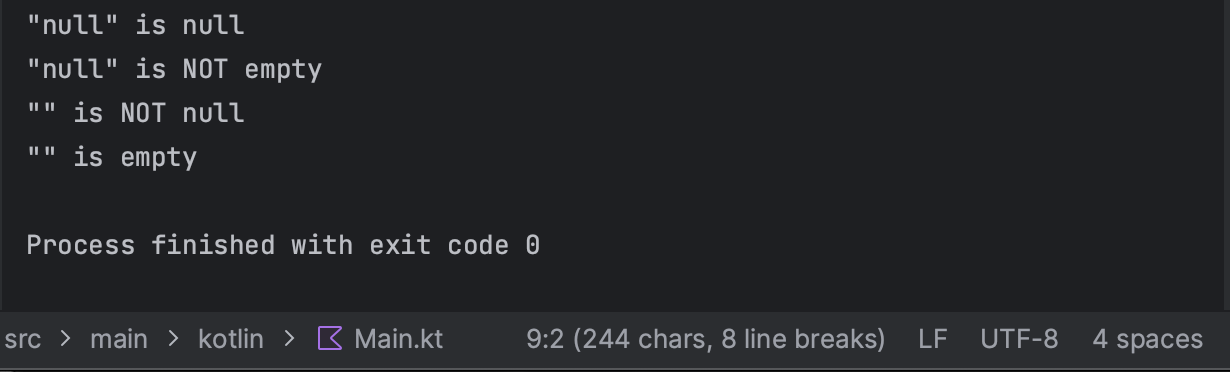 "null" is null
"null" is NOT empty
"" is NOT null
"" is empty
Process finished with exit code 0
src > main > kotlin > Main.kt 9:2 (244 chars, 8 line breaks) LF UTF-8 4 spaces